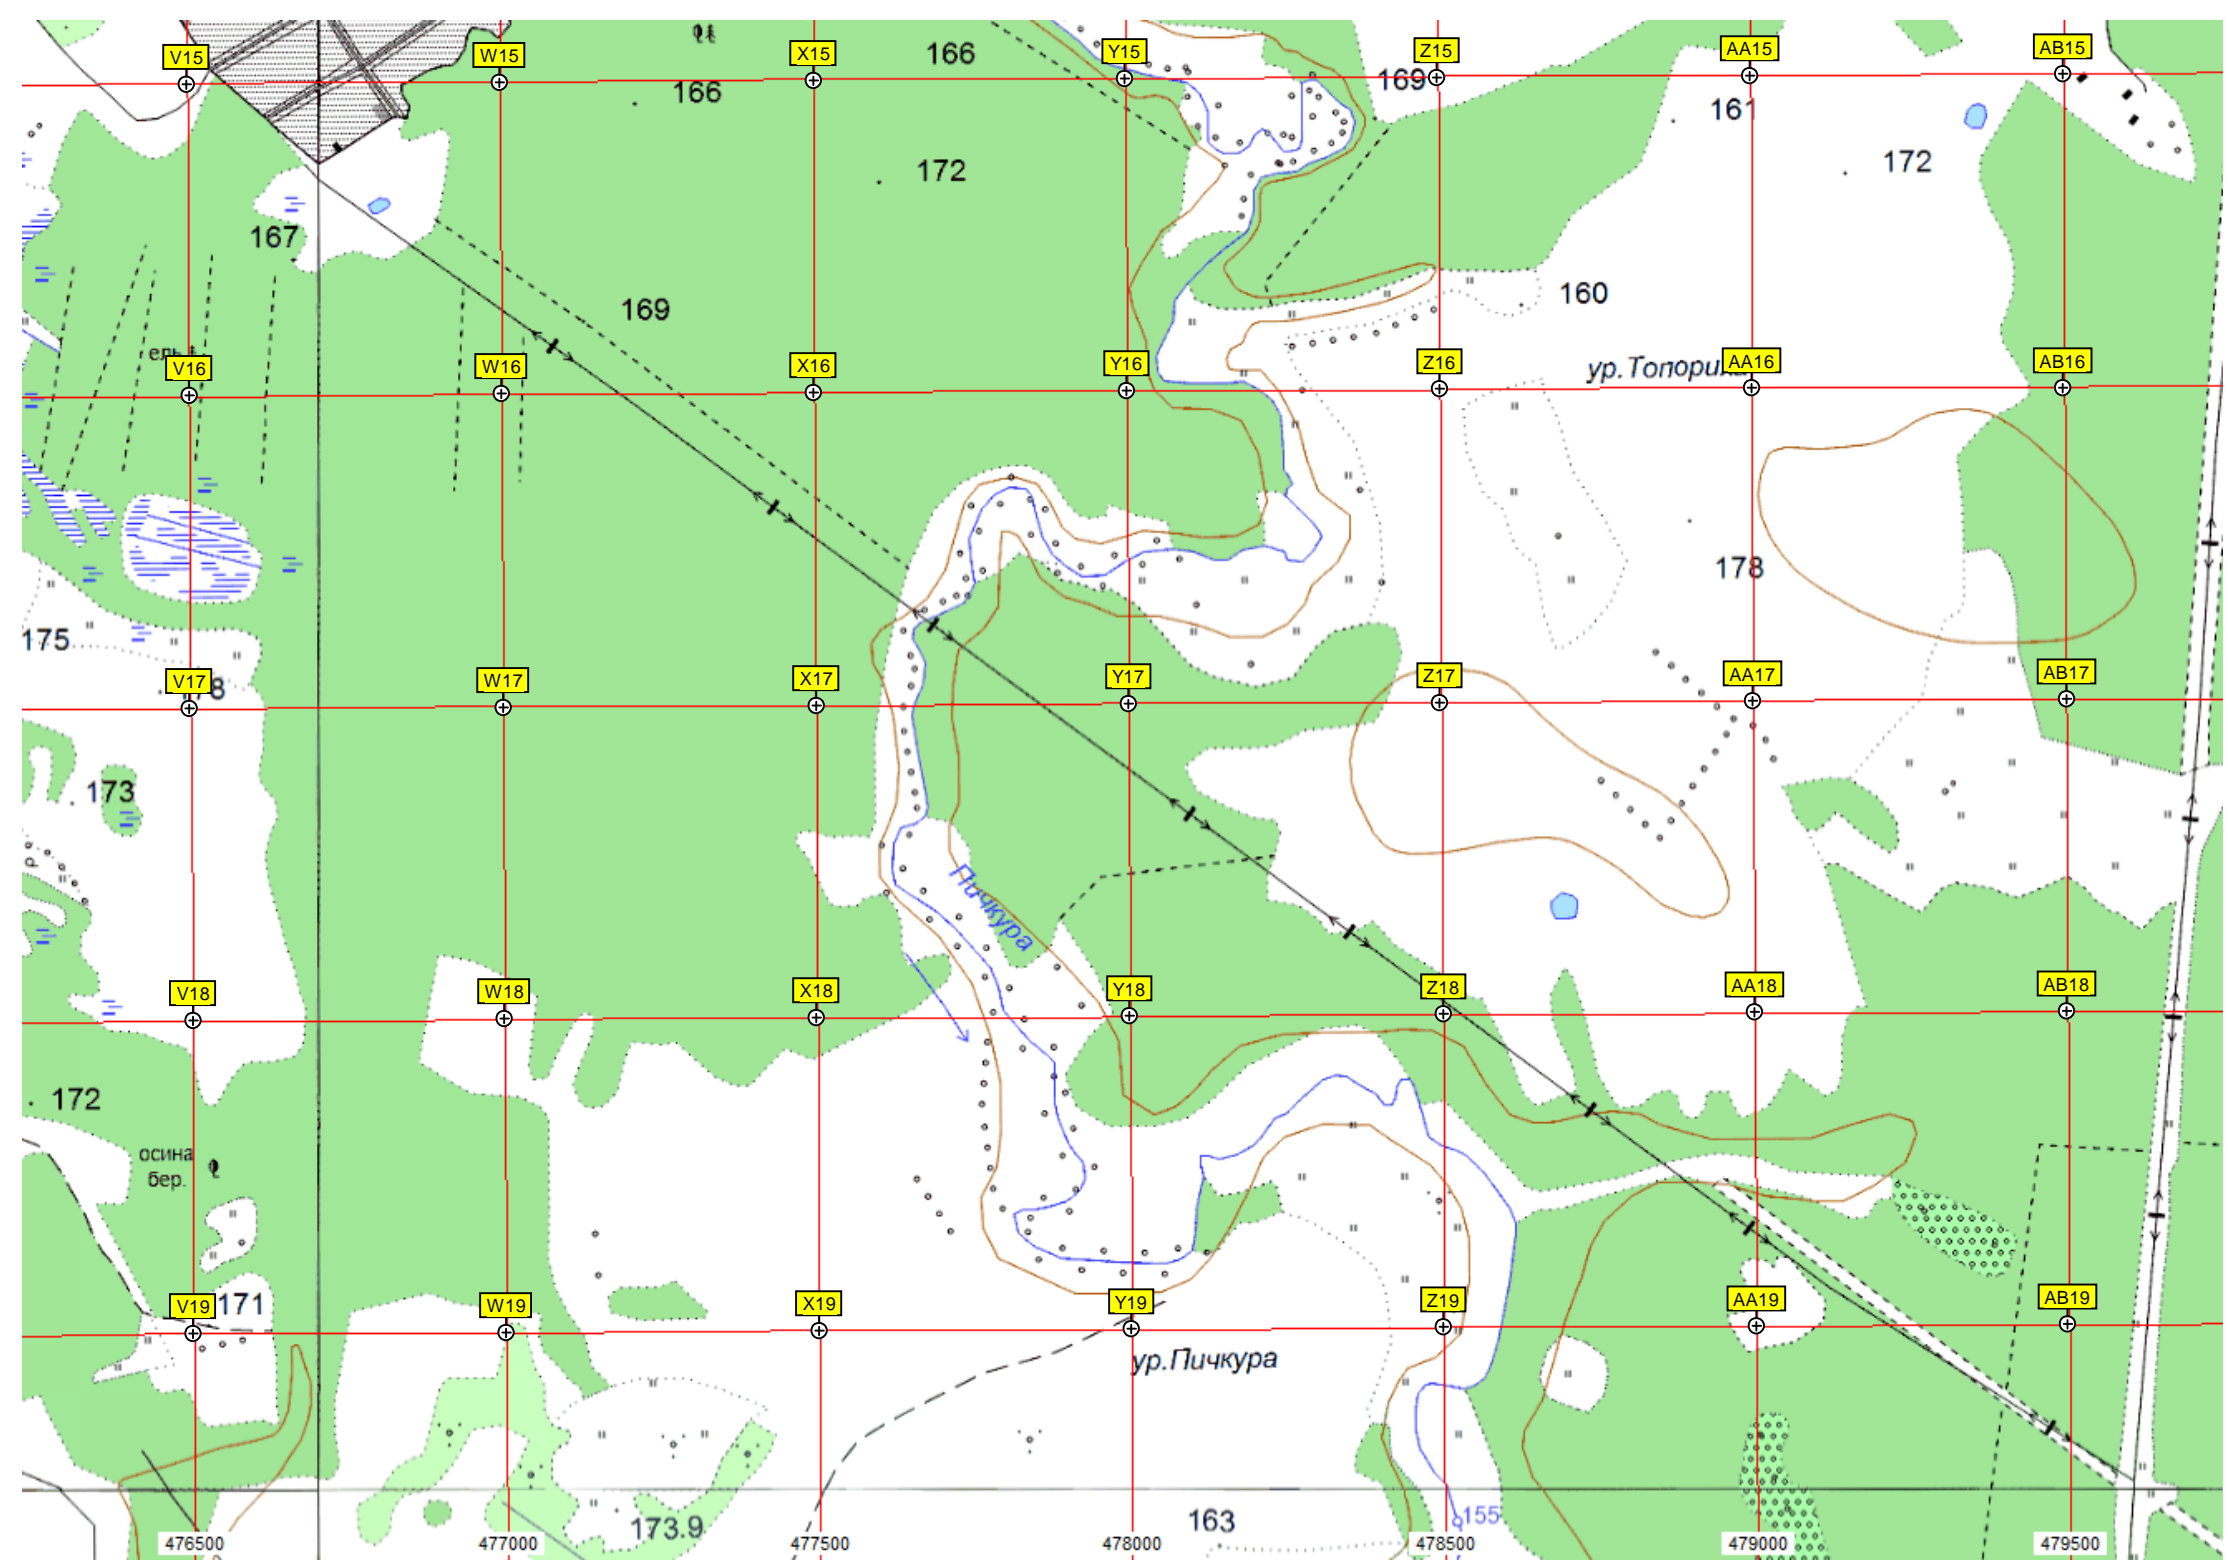 V15 W15 X15 166 Y15 Z15 AA15 AB15
166 169 161
172 172
167
169 160
ель
V16 W16 X16 Y16 Z16 ур.Топориха AA16 AB16
178
175
V17 178 W17 X17 Y17 Z17 AA17 AB17
173
Пичкура
V18 W18 X18 Y18 Z18 AA18 AB18
172
осина
бер.
V19 171 W19 X19 Y19 Z19 AA19 AB19
ур.Пичкура
173.9 163 155
476500 477000 477500 478000 478500 479000 479500